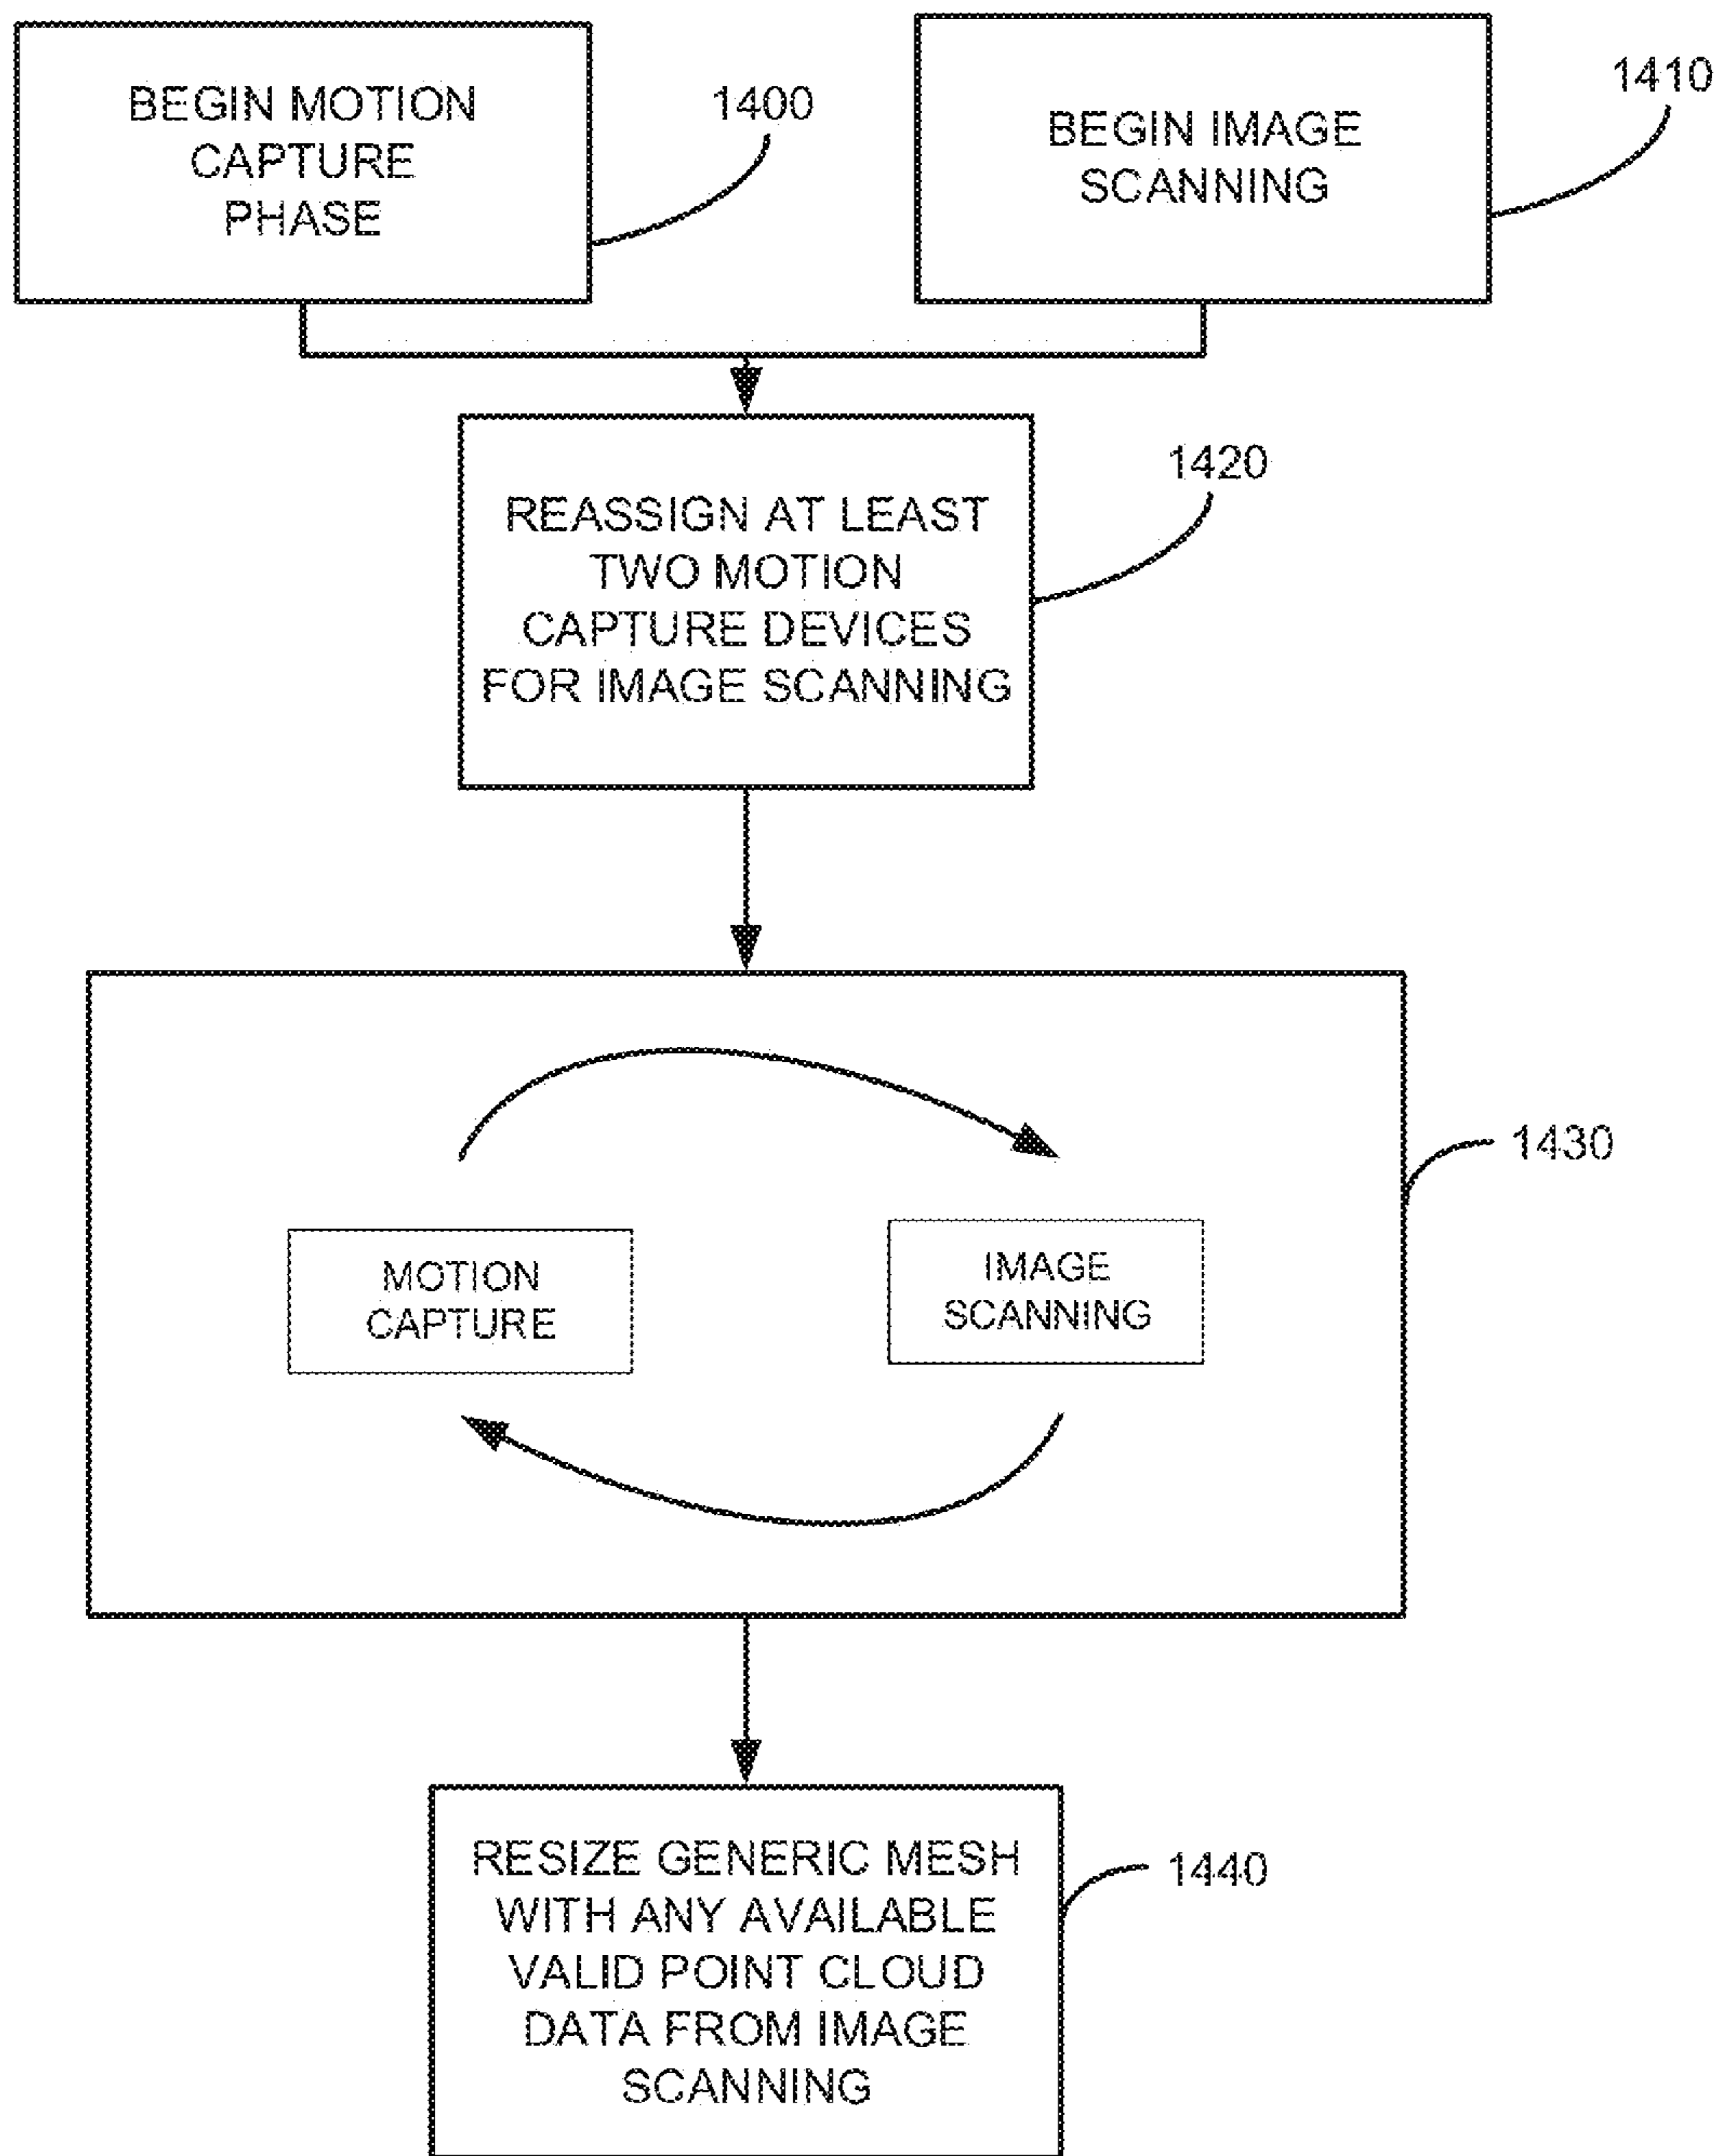 BEGIN MOTION
CAPTURE
PHASE
1400
BEGIN IMAGE
SCANNING
1410
REASSIGN AT LEAST
TWO MOTION
CAPTURE DEVICES
FOR IMAGE SCANNING
1420
MOTION
CAPTURE
IMAGE
SCANNING
1430
RESIZE GENERIC MESH
WITH ANY AVAILABLE
VALID POINT CLOUD
DATA FROM IMAGE
SCANNING
1440